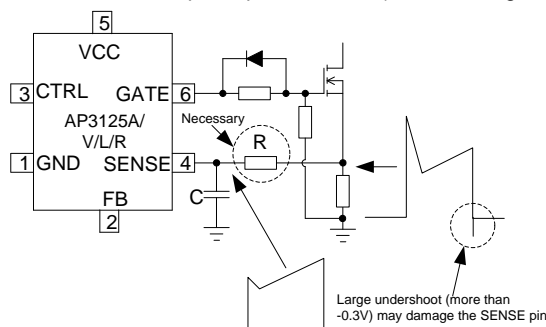 5
VCC
3 CTRL GATE 6
AP3125A/
V/L/R
Necessary
R
1 GND SENSE 4
C
FB
2
Large undershoot (more than
-0.3V) may damage the SENSE pin